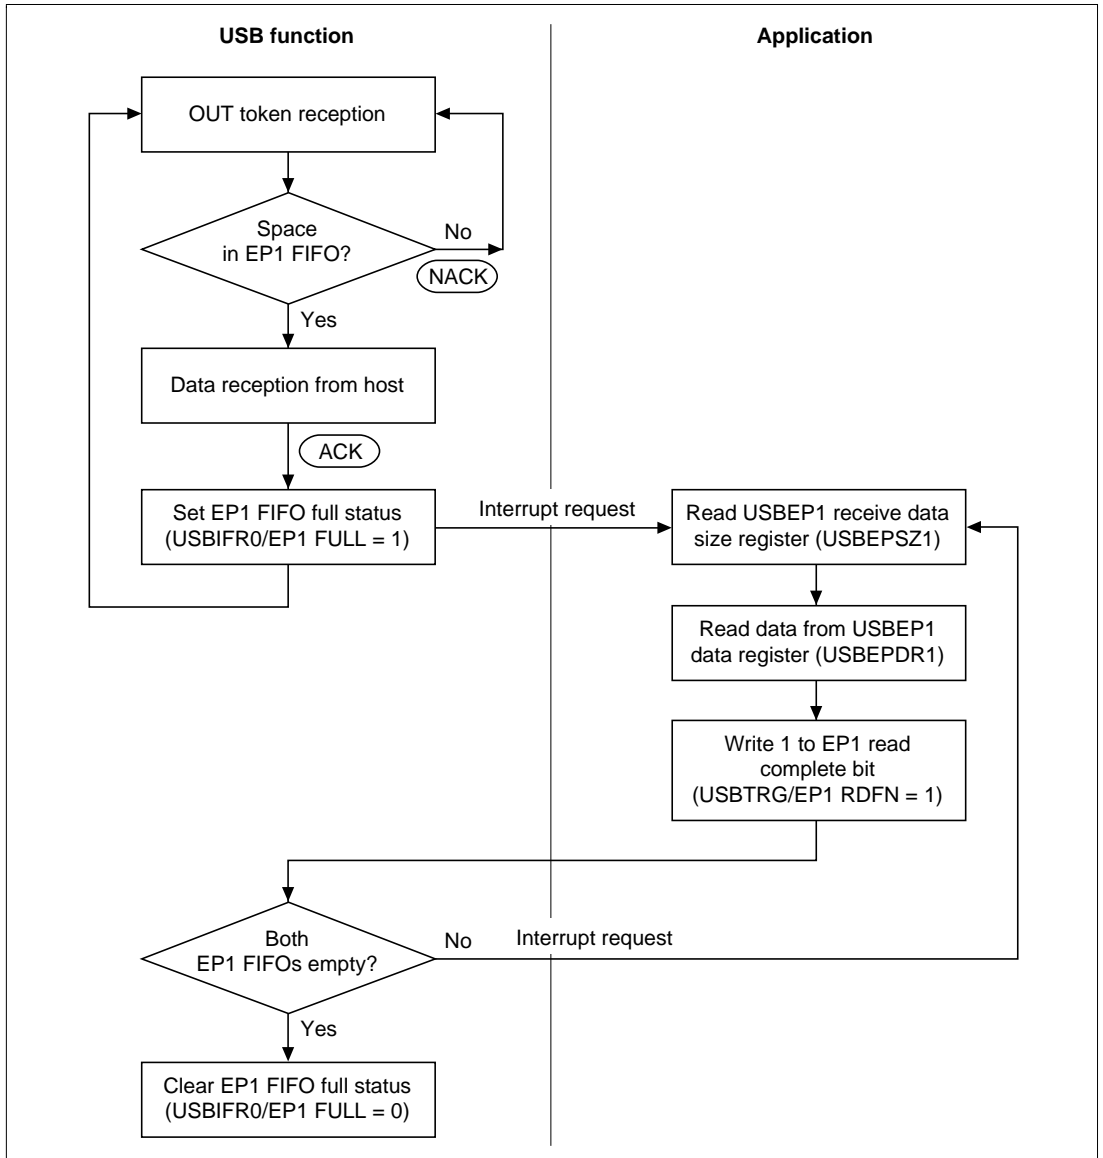 USB function
Application
OUT token reception
Space
in EP1 FIFO?
No
NACK
Yes
Data reception from host
ACK
Set EP1 FIFO full status
(USBIFR0/EP1 FULL = 1)
Interrupt request
Read USBEP1 receive data
size register (USBEPSZ1)
Read data from USBEP1
data register (USBEPDR1)
Write 1 to EP1 read
complete bit
(USBTRG/EP1 RDFN = 1)
Both
EP1 FIFOs empty?
No
Interrupt request
Yes
Clear EP1 FIFO full status
(USBIFR0/EP1 FULL = 0)